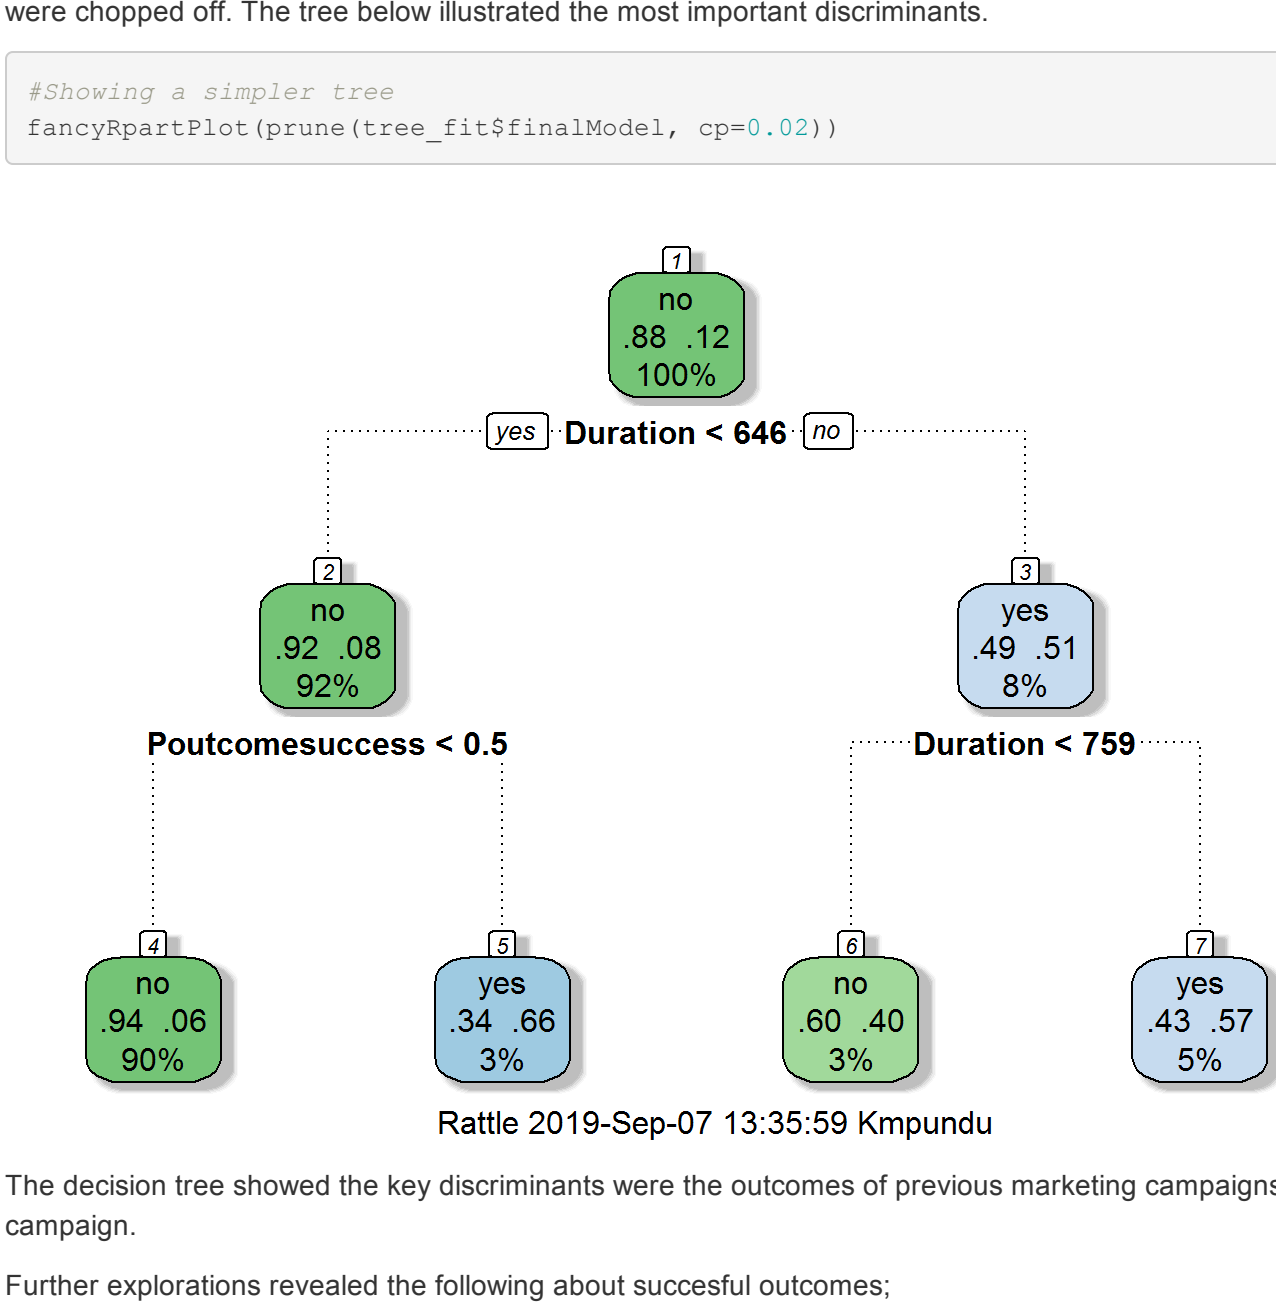 were chopped off. The tree below illustrated the most important discriminants.
#Showing a simpler tree
fancyRpartPlot(prune(tree_fit$finalModel, cp=0.02))
1
no
.88 .12
100%
yes Duration < 646 no
2
no
.92 .08
92%
3
yes
.49 .51
8%
Poutcomesuccess < 0.5
Duration < 759
4
no
.94 .06
90%
5
yes
.34 .66
3%
6
no
.60 .40
3%
7
yes
.43 .57
5%
Rattle 2019-Sep-07 13:35:59 Kmpundu
The decision tree showed the key discriminants were the outcomes of previous marketing campaigns
campaign.
Further explorations revealed the following about succesful outcomes;